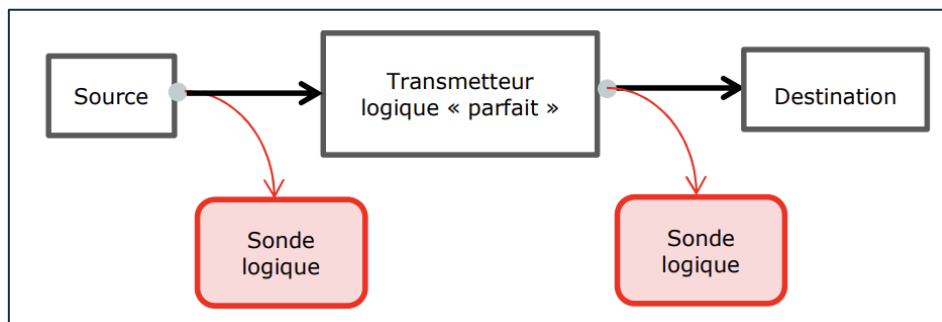 Source
Transmetteur
logique « parfait »
Destination
Sonde
logique
Sonde
logique